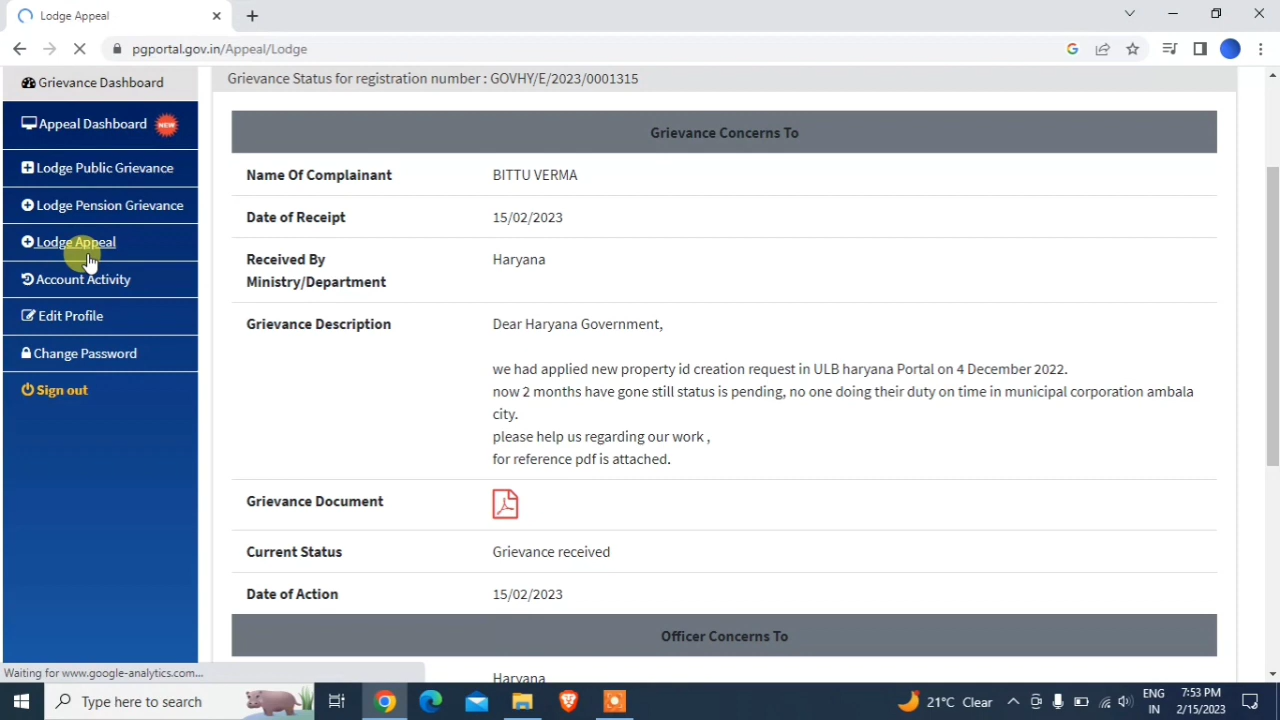 Lodge Appeal
pgportal.gov.in/Appeal/Lodge
Grievance Dashboard
Appeal Dashboard NEW
Lodge Public Grievance
Lodge Pension Grievance
Lodge Appeal
Account Activity
Edit Profile
Change Password
Sign out
Grievance Status for registration number : GOVHY/E/2023/0001315
Grievance Concerns To
Name Of Complainant BITTU VERMA
Date of Receipt 15/02/2023
Received By Haryana
Ministry/Department
Grievance Description Dear Haryana Government,
we had applied new property id creation request in ULB haryana Portal on 4 December 2022.
now 2 months have gone still status is pending, no one doing their duty on time in municipal corporation ambala
city.
please help us regarding our work ,
for reference pdf is attached.
Grievance Document
Current Status Grievance received
Date of Action 15/02/2023
Officer Concerns To
Haryana
Waiting for www.google-analytics.com...
Type here to search
21°C Clear
ENG
IN
7:53 PM
2/15/2023